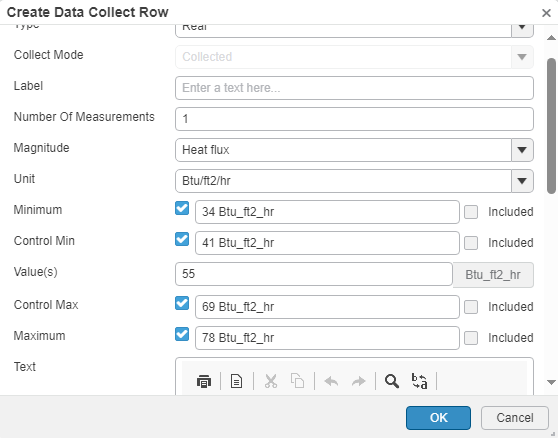 Create Data Collect Row
Type Real
Collect Mode Collected
Label Enter a text here...
Number Of Measurements 1
Magnitude Heat flux
Unit Btu/ft2/hr
Minimum 34 Btu_ft2_hr Included
Control Min 41 Btu_ft2_hr Included
Value(s) 55 Btu_ft2_hr
Control Max 69 Btu_ft2_hr Included
Maximum 78 Btu_ft2_hr Included
Text
OK Cancel